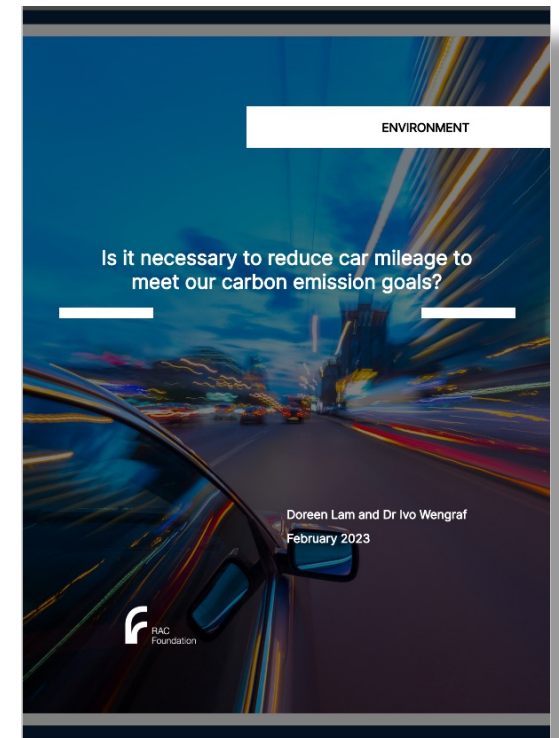 ENVIRONMENT
Is it necessary to reduce car mileage to
meet our carbon emission goals?
Doreen Lam and Dr Ivo Wengraf
February 2023
RAC
Foundation